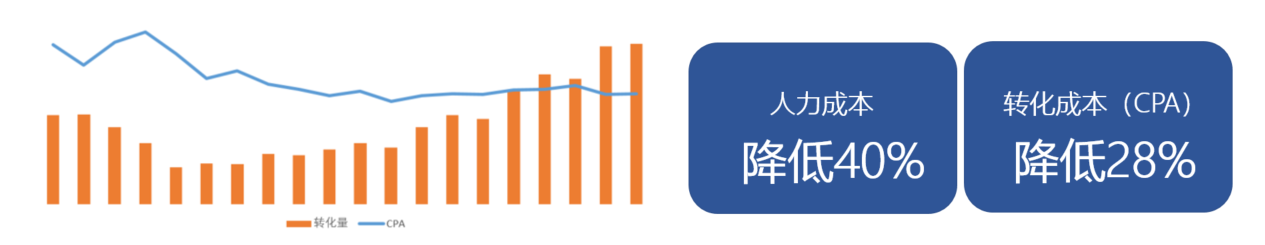 转化量 CPA
人力成本
降低40%
转化成本（CPA）
降低28%